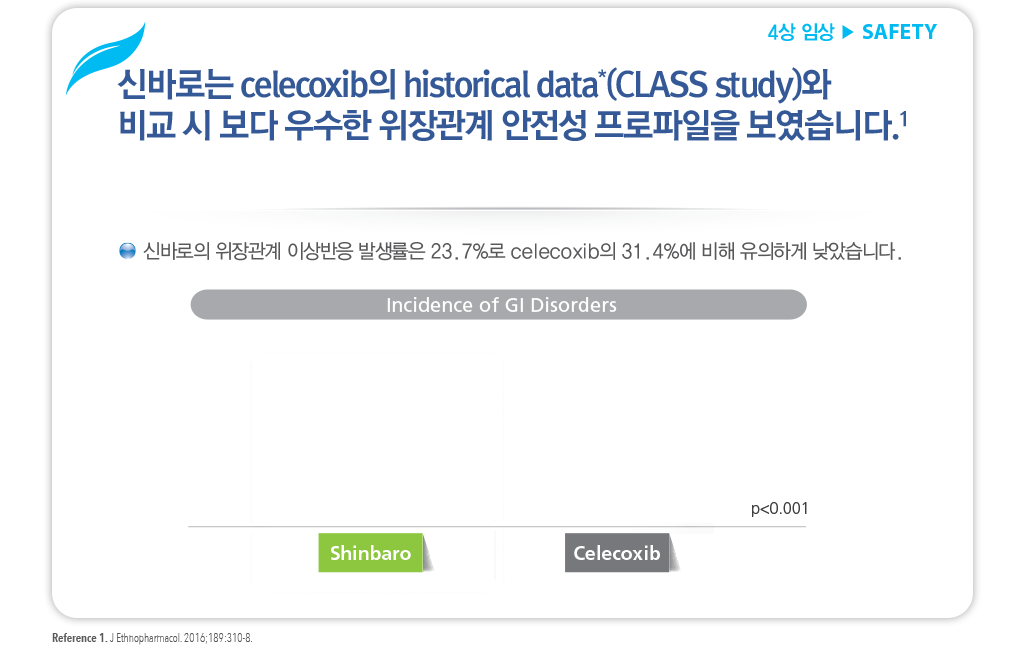 4상 임상 ▶ SAFETY
신바로는 celecoxib의 historical data*(CLASS study)와
비교 시 보다 우수한 위장관계 안전성 프로파일을 보였습니다.1
신바로의 위장관계 이상반응 발생률은 23.7%로 celecoxib의 31.4%에 비해 유의하게 낮았습니다.
Incidence of GI Disorders
p<0.001
Shinbaro
Celecoxib
Reference 1. J Ethnopharmacol. 2016;189:310-8.